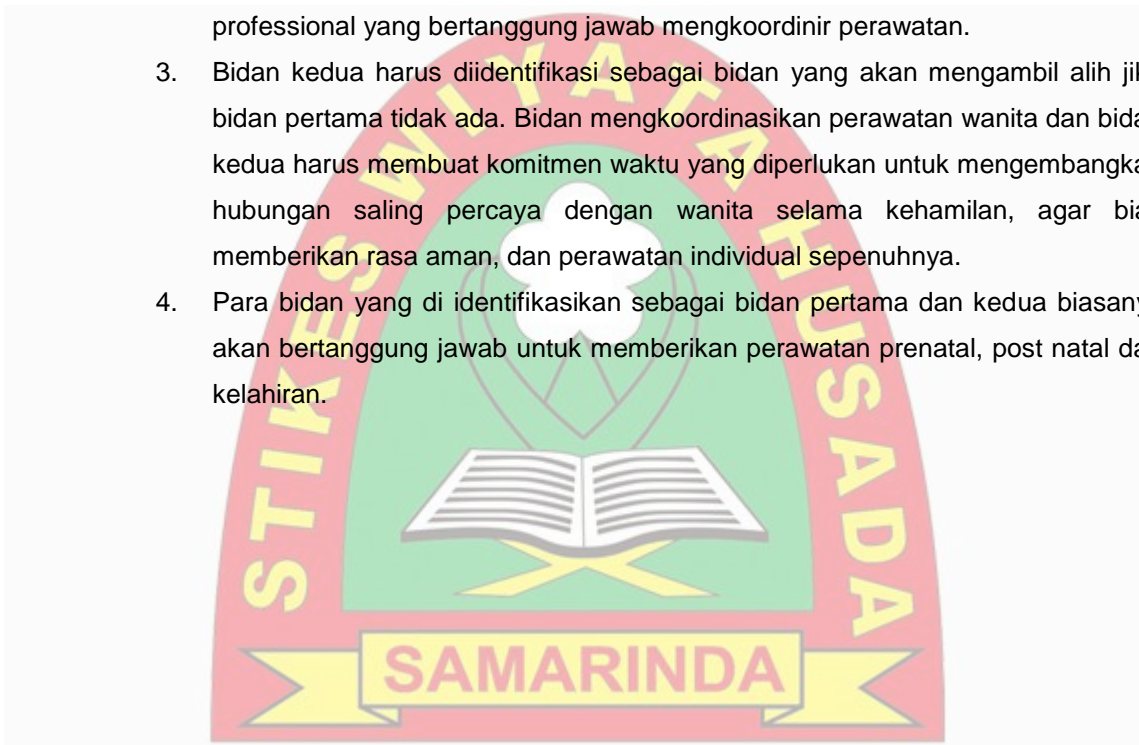 professional yang bertanggung jawab mengkoordinir perawatan.
3. Bidan kedua harus diidentifikasi sebagai bidan yang akan mengambil alih
bidan pertama tidak ada. Bidan mengkoordinasikan perawatan wanita dan
kedua harus membuat komitmen waktu yang diperlukan untuk
hubungan saling percaya dengan wanita selama kehamilan, agar
memberikan rasa aman, dan perawatan individual sepenuhnya.
4. Para bidan yang di identifikasikan sebagai bidan pertama dan kedua
akan bertanggung jawab untuk memberikan perawatan prenatal, post natal
kelahiran.
STIKES WIYATA HUSADA
SAMARINDA